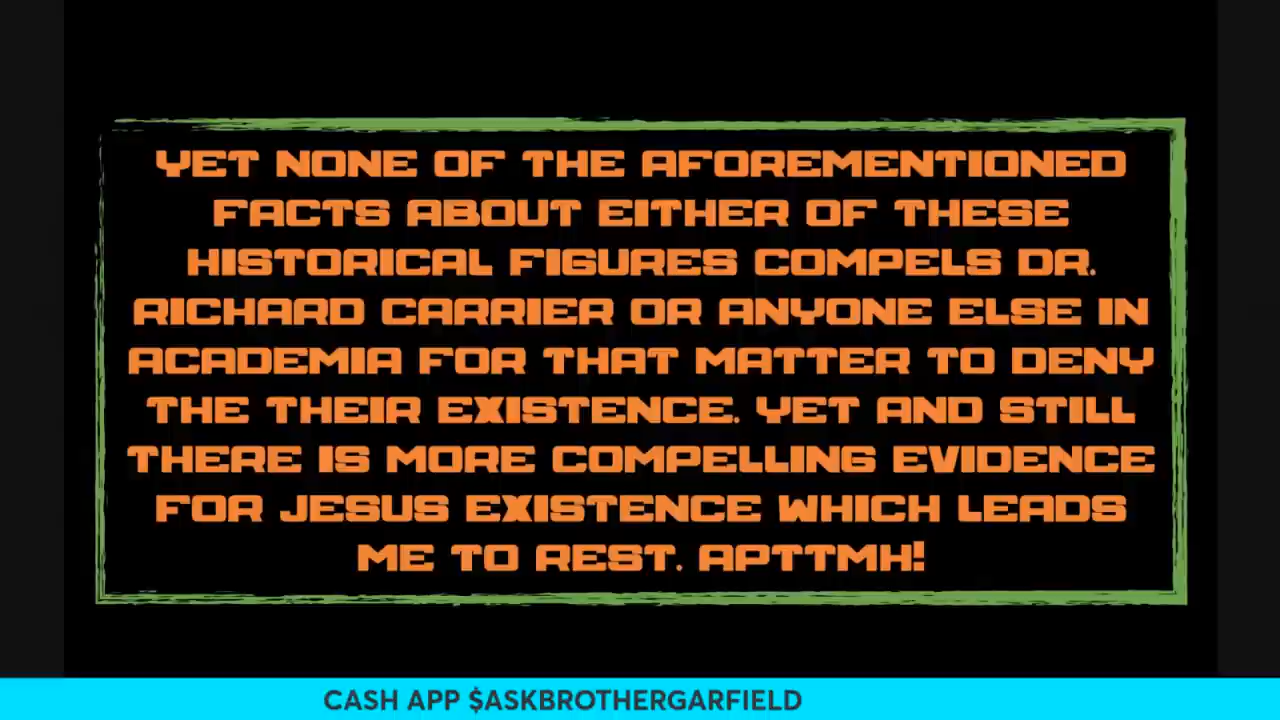 YET NONE OF THE AFOREMENTIONED
FACTS ABOUT EITHER OF THESE
HISTORICAL FIGURES COMPELS DR.
RICHARD CARRIER OR ANYONE ELSE IN
ACADEMIA FOR THAT MATTER TO DENY
THE THEIR EXISTENCE. YET AND STILL
THERE IS MORE COMPELLING EVIDENCE
FOR JESUS EXISTENCE WHICH LEADS
ME TO REST. APTTMH!
CASH APP $ASKBROTHERGARFIELD